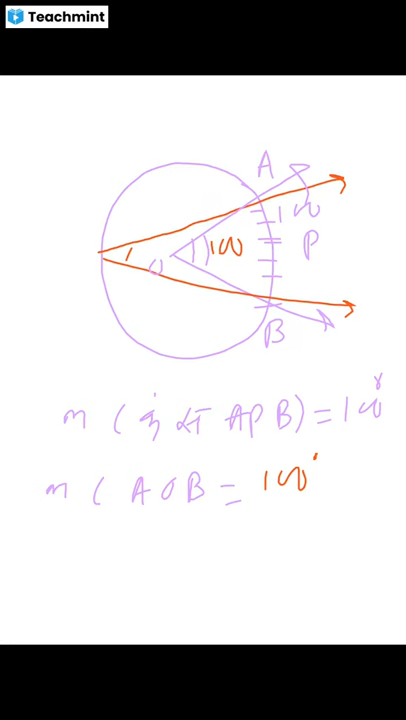 Teachmint
A
100
100
P
O
B
m ( APB) = 100°
m ( AOB = 100°